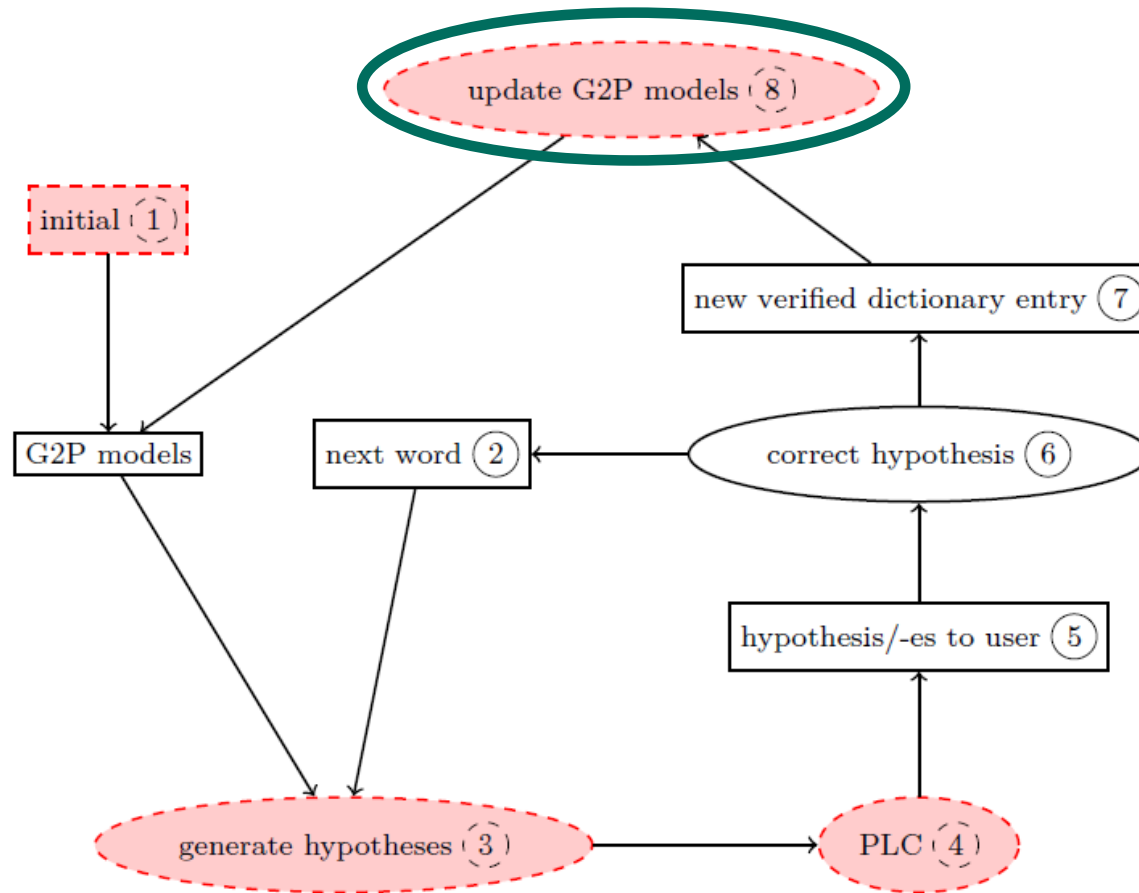 update G2P models 8
initial 1
new verified dictionary entry 7
G2P models
next word 2
correct hypothesis 6
hypothesis/-es to user 5
generate hypotheses 3
PLC 4